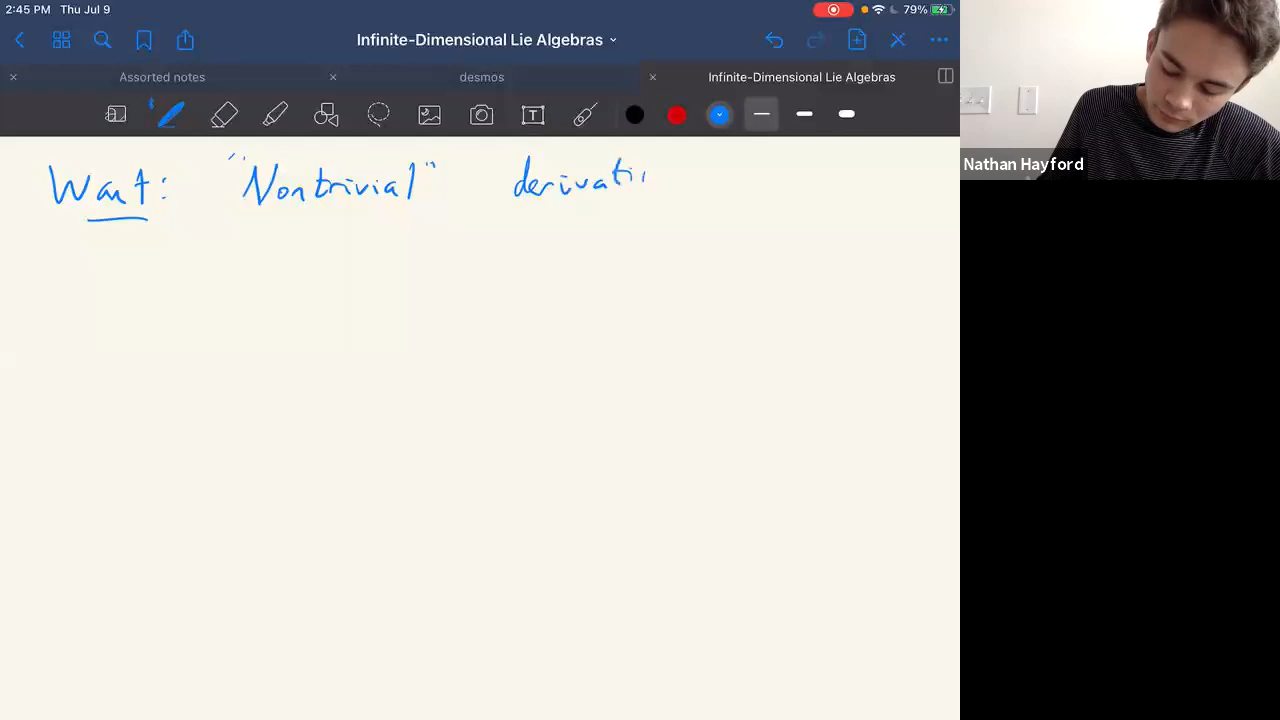 2:45 PM Thu Jul 9
79%
Infinite-Dimensional Lie Algebras
Assorted notes
desmos
Infinite-Dimensional Lie Algebras
Want: "Nontrivial"
Nathan Hayford